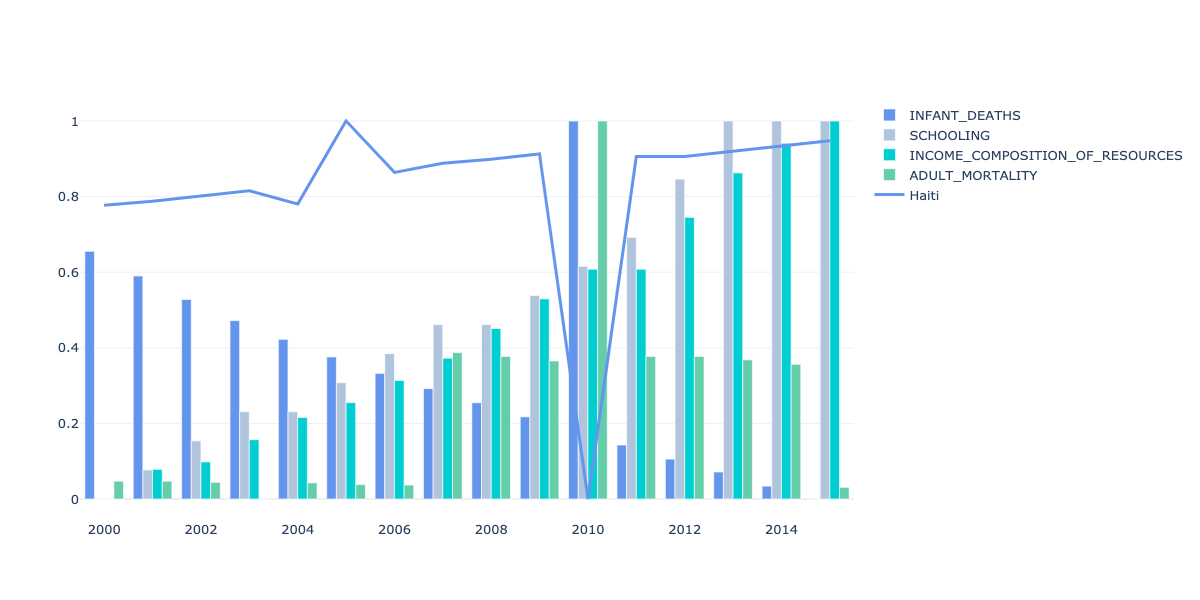 1
0.8
0.6
0.4
0.2
0
2000 2002 2004 2006 2008 2010 2012 2014
INFANT_DEATHS
SCHOOLING
INCOME_COMPOSITION_OF_RESOURCES
ADULT_MORTALITY
Haiti